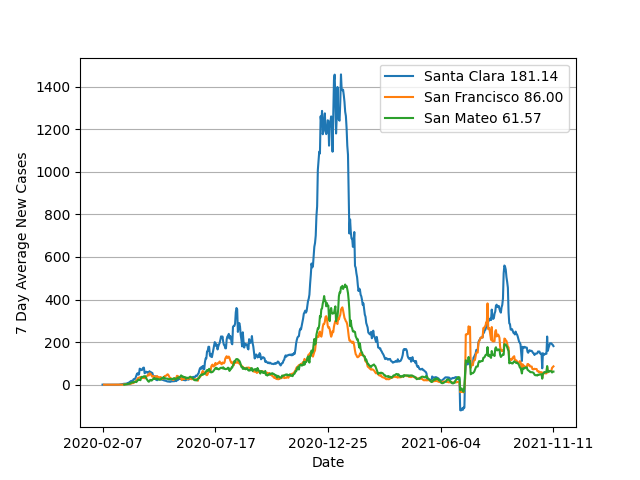 Santa Clara 181.14
San Francisco 86.00
San Mateo 61.57
7 Day Average New Cases
1400
1200
1000
800
600
400
200
0
2020-02-07 2020-07-17 2020-12-25 2021-06-04 2021-11-11
Date